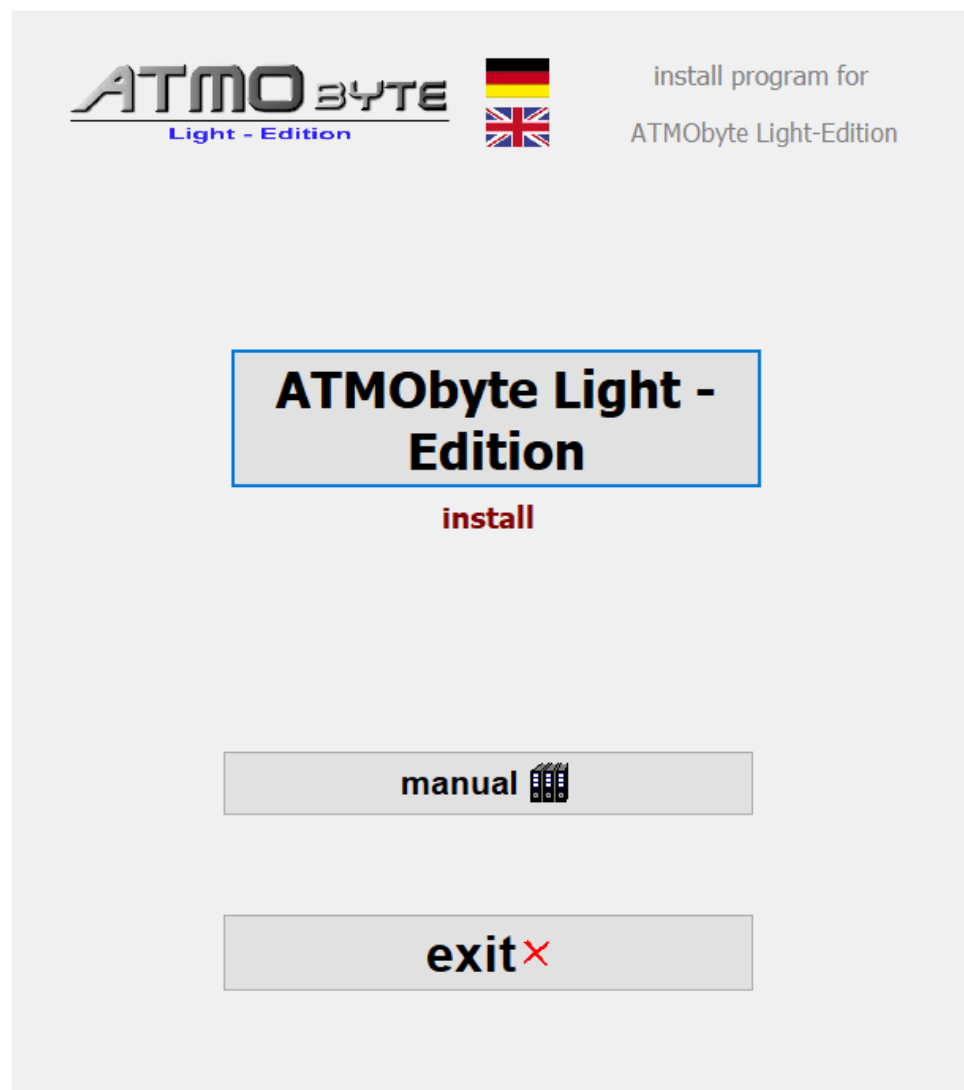 ATMO BYTE
Light - Edition
install program for
ATMObyte Light-Edition
ATMObyte Light -
Edition
install
manual
exit